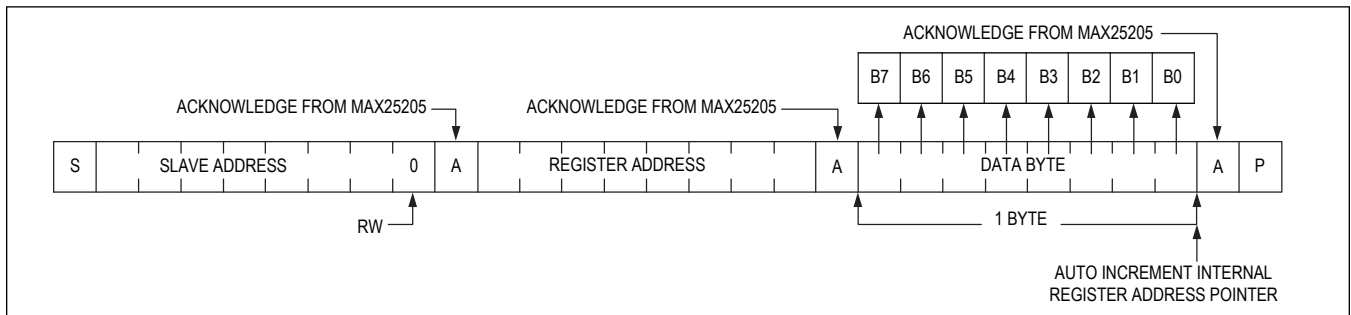 ACKNOWLEDGE FROM MAX25205
B7 B6 B5 B4 B3 B2 B1 B0
ACKNOWLEDGE FROM MAX25205
ACKNOWLEDGE FROM MAX25205
S SLAVE ADDRESS 0 A REGISTER ADDRESS A DATA BYTE A P
RW
1 BYTE
AUTO INCREMENT INTERNAL
REGISTER ADDRESS POINTER